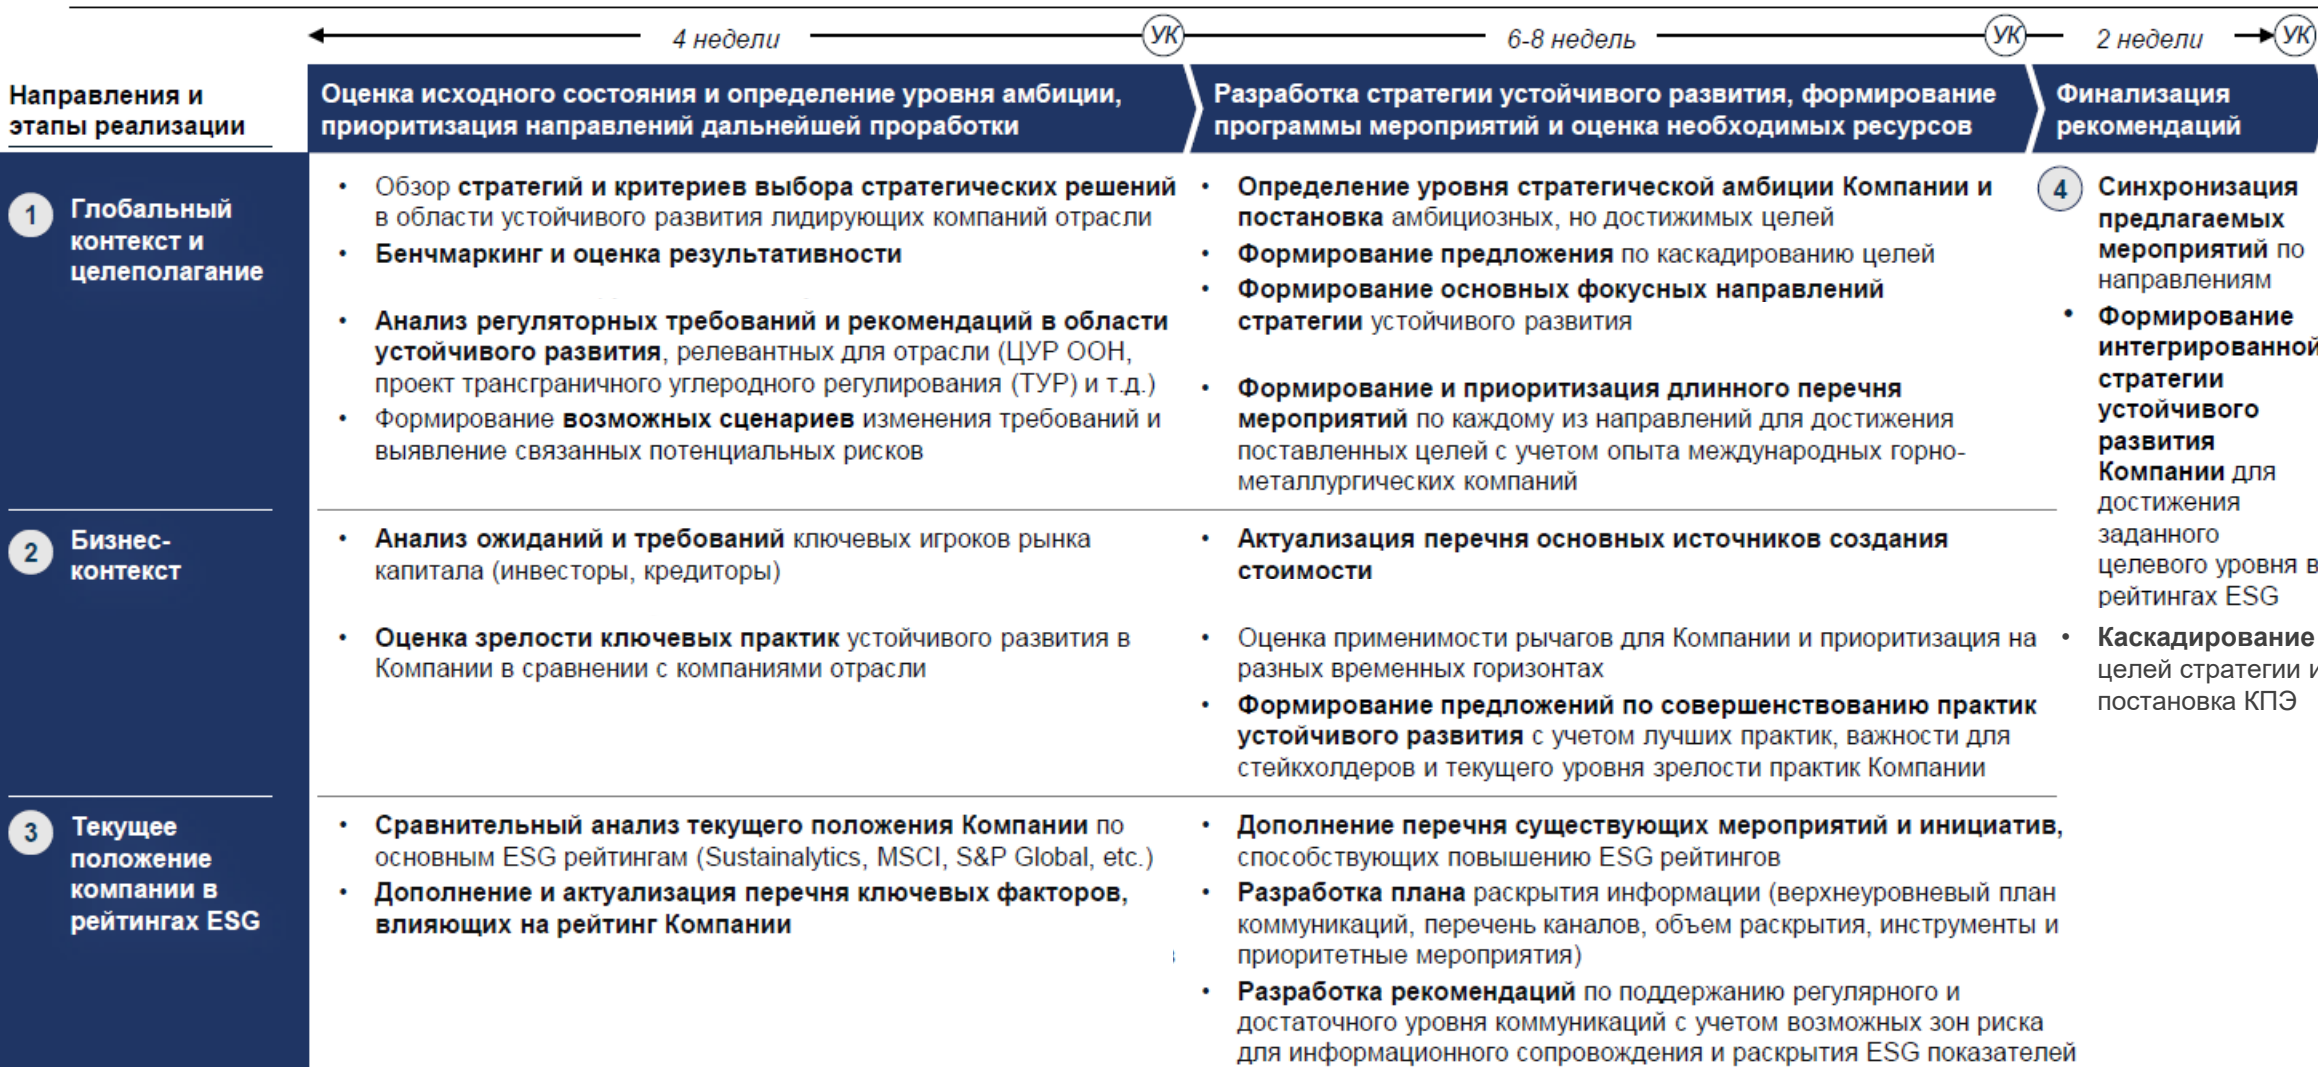 4 недели
УК
6-8 недель
УК
2 недели
УК
Направления и
этапы реализации
Оценка исходного состояния и определение уровня амбиции,
приоритизация направлений дальнейшей проработки
Разработка стратегии устойчивого развития, формирование
программы мероприятий и оценка необходимых ресурсов
Финализация
рекомендаций
1
Глобальный
контекст и
целеполагание
• Обзор стратегий и критериев выбора стратегических решений
в области устойчивого развития лидирующих компаний отрасли
• Бенчмаркинг и оценка результативности
• Анализ регуляторных требований и рекомендаций в области
устойчивого развития, релевантных для отрасли (ЦУР ООН,
проект трансграничного углеродного регулирования (ТУР) и т.д.)
• Формирование возможных сценариев изменения требований и
выявление связанных потенциальных рисков
• Определение уровня стратегической амбиции Компании и
постановка амбициозных, но достижимых целей
• Формирование предложения по каскадированию целей
• Формирование основных фокусных направлений
стратегии устойчивого развития
• Формирование и приоритизация длинного перечня
мероприятий по каждому из направлений для достижения
поставленных целей с учетом опыта международных горно-
металлургических компаний
2
Бизнес-
контекст
• Анализ ожиданий и требований ключевых игроков рынка
капитала (инвесторы, кредиторы)
• Оценка зрелости ключевых практик устойчивого развития в
Компании в сравнении с компаниями отрасли
• Актуализация перечня основных источников создания
стоимости
• Оценка применимости рычагов для Компании и приоритизация на
разных временных горизонтах
• Формирование предложений по совершенствованию практик
устойчивого развития с учетом лучших практик, важности для
стейкхолдеров и текущего уровня зрелости практик Компании
3
Текущее
положение
компании в
рейтингах ESG
• Сравнительный анализ текущего положения Компании по
основным ESG рейтингам (Sustainalytics, MSCI, S&P Global, etc.)
• Дополнение и актуализация перечня ключевых факторов,
влияющих на рейтинг Компании
• Дополнение перечня существующих мероприятий и инициатив,
способствующих повышению ESG рейтингов
• Разработка плана раскрытия информации (верхнеуровневый план
коммуникаций, перечень каналов, объем раскрытия, инструменты и
приоритетные мероприятия)
• Разработка рекомендаций по поддержанию регулярного и
достаточного уровня коммуникаций с учетом возможных зон риска
для информационного сопровождения и раскрытия ESG показателей
4
Синхронизация
предлагаемых
мероприятий по
направлениям
• Формирование
интегрированной
стратегии
устойчивого
развития
Компании для
достижения
заданного
целевого уровня в
рейтингах ESG
• Каскадирование
целей стратегии и
постановка КПЭ